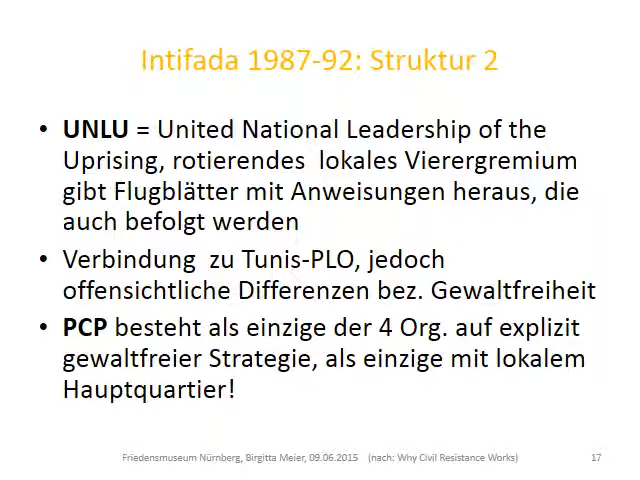 Intifada 1987-92: Struktur 2
• UNLU = United National Leadership of the
Uprising, rotierendes lokales Vierergremium
gibt Flugblätter mit Anweisungen heraus, die
auch befolgt werden
• Verbindung zu Tunis-PLO, jedoch
offensichtliche Differenzen bez. Gewaltfreiheit
• PCP besteht als einzige der 4 Org. auf explizit
gewaltfreier Strategie, als einzige mit lokalem
Hauptquartier!
Friedensmuseum Nürnberg, Birgitta Meier, 09.06.2015 (nach: Why Civil Resistance Works) 17